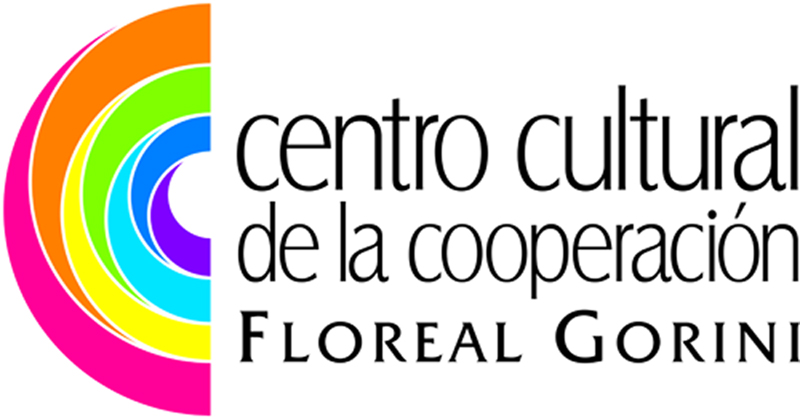 centro cultural
de la cooperación
FLOREAL GORINI